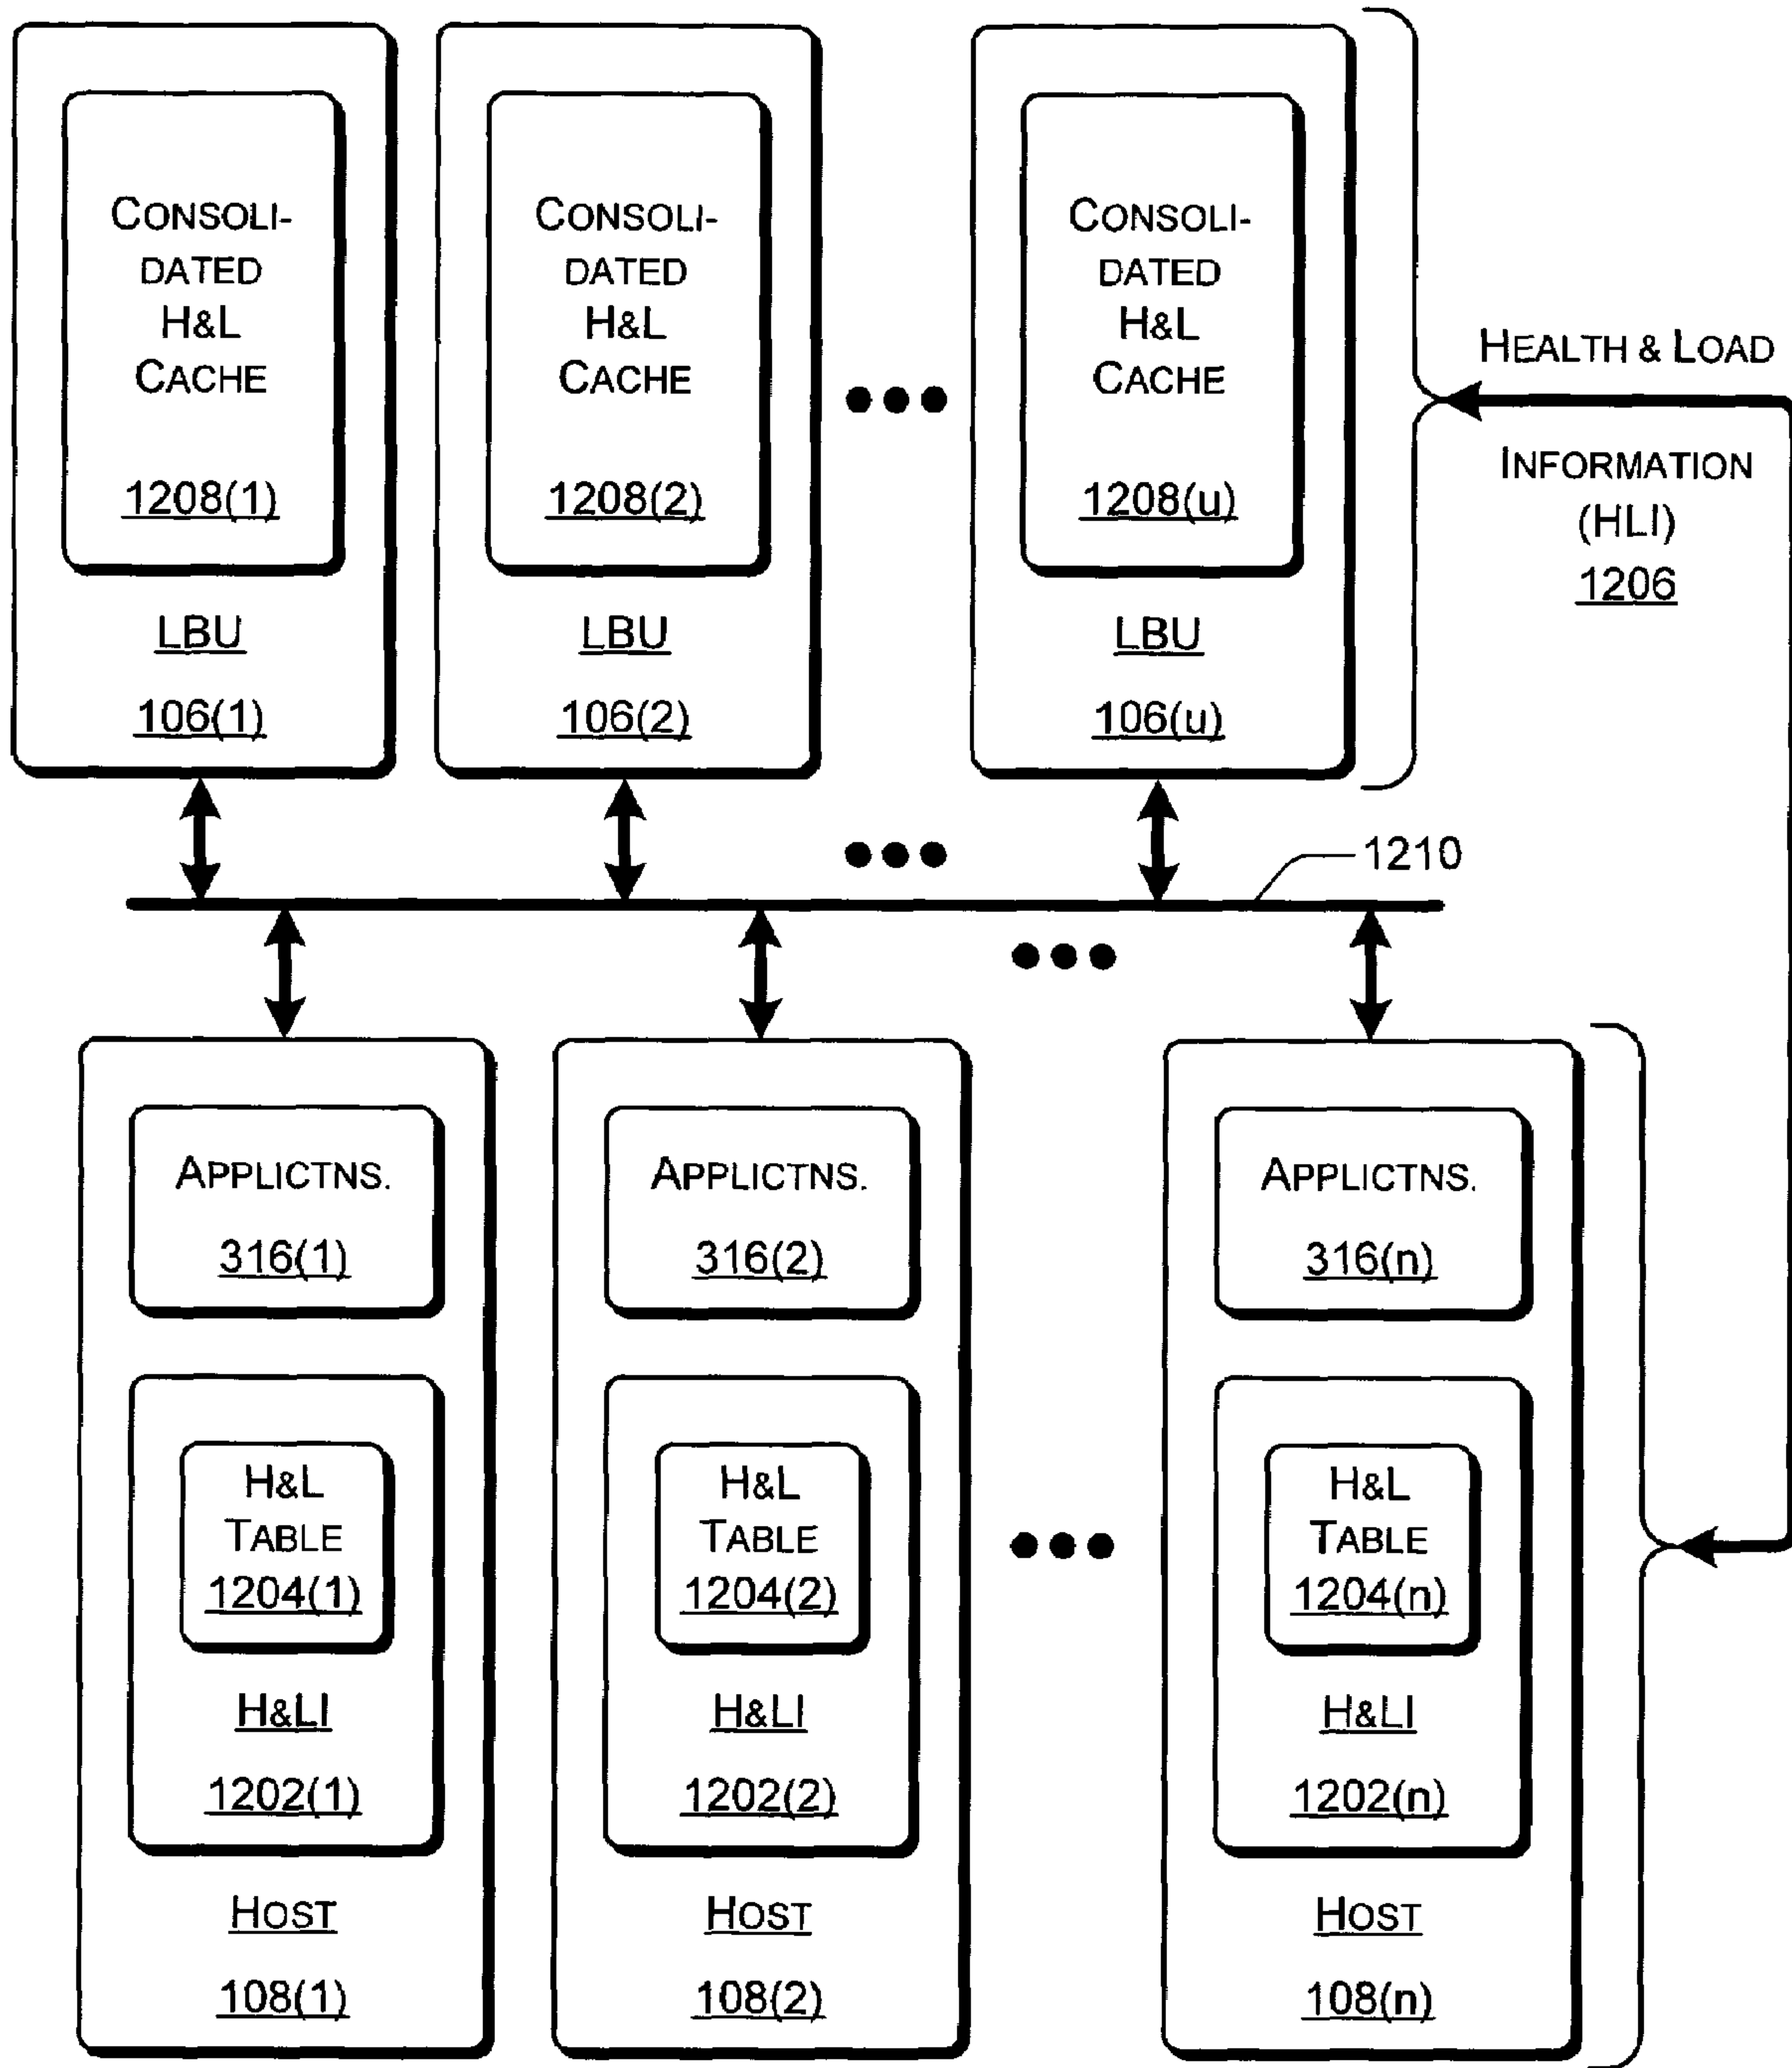 CONSOLI-
DATED
H&L
CACHE
1208(1)
LBU
106(1)
CONSOLI-
DATED
H&L
CACHE
1208(2)
LBU
106(2)
CONSOLI-
DATED
H&L
CACHE
1208(u)
LBU
106(u)
HEALTH & LOAD
INFORMATION
(HLI)
1206
1210
APPLICTNS.
316(1)
H&L
TABLE
1204(1)
H&LI
1202(1)
HOST
108(1)
APPLICTNS.
316(2)
H&L
TABLE
1204(2)
H&LI
1202(2)
HOST
108(2)
APPLICTNS.
316(n)
H&L
TABLE
1204(n)
H&LI
1202(n)
HOST
108(n)